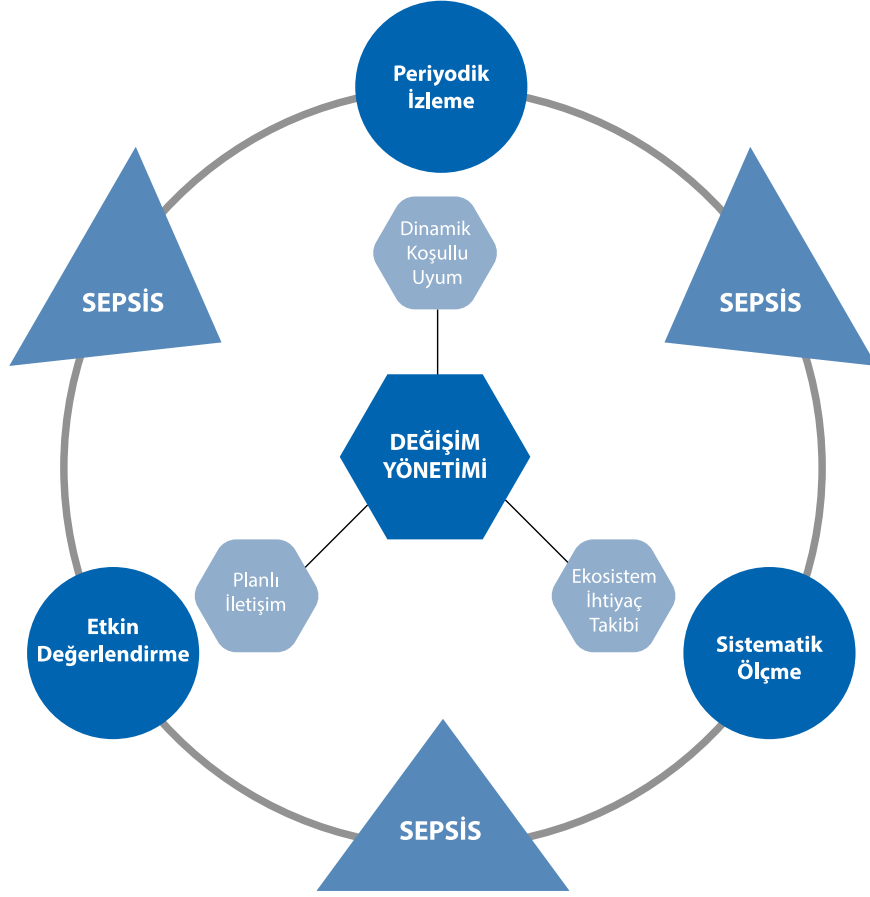 Periyodik
İzleme
Dinamik
Koşullu
Uyum
SEPSİS
SEPSİS
DEĞİŞİM
YÖNETİMİ
Planlı
İletişim
Ekosistem
İhtiyaç
Takibi
Etkin
Değerlendirme
Sistematik
Ölçme
SEPSİS